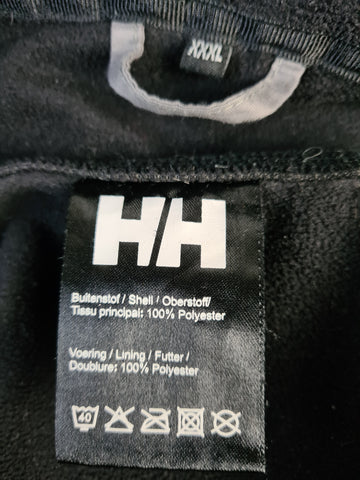 XXXL
HH
Buitenstof / Shell / Oberstoff/
Tissu principal: 100% Polyester
Voering / Lining / Futter /
Doublure: 100% Polyester
40